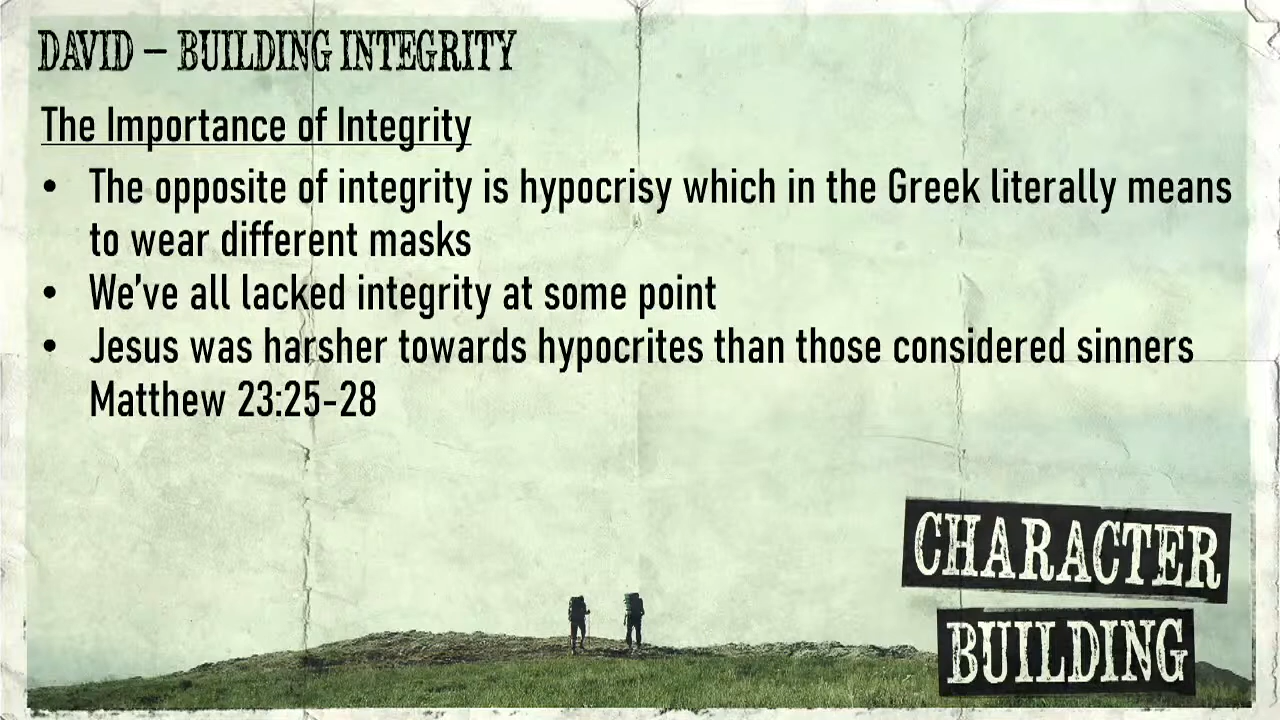 DAVID – BUILDING INTEGRITY
The Importance of Integrity
• The opposite of integrity is hypocrisy which in the Greek literally means
to wear different masks
• We've all lacked integrity at some point
• Jesus was harsher towards hypocrites than those considered sinners
Matthew 23:25-28
CHARACTER
BUILDING